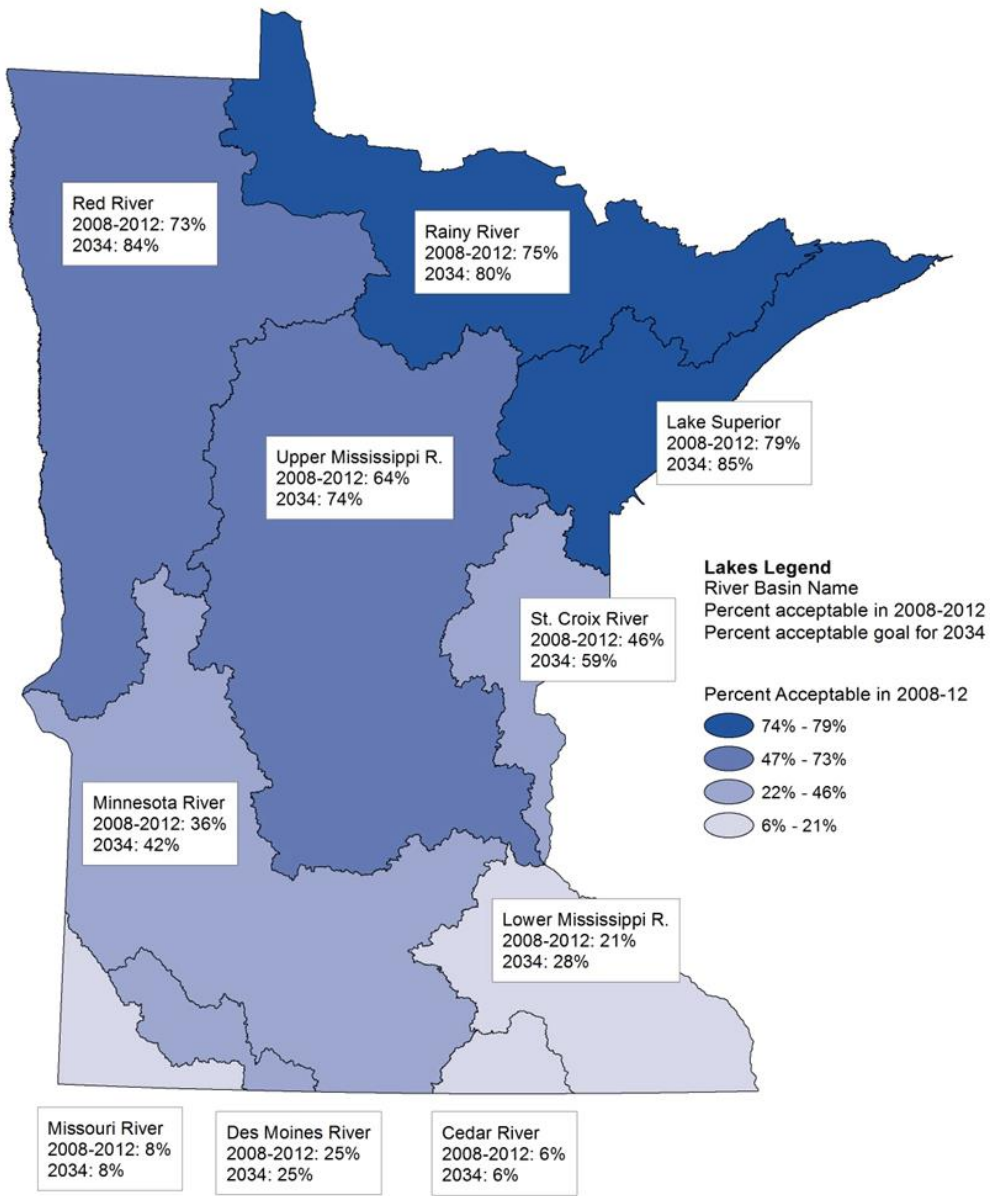 Red River
2008-2012: 73%
2034: 84%
Rainy River
2008-2012: 75%
2034: 80%
Lake Superior
2008-2012: 79%
2034: 85%
Upper Mississippi R.
2008-2012: 64%
2034: 74%
St. Croix River
2008-2012: 46%
2034: 59%
Lakes Legend
River Basin Name
Percent acceptable in 2008-2012
Percent acceptable goal for 2034
Percent Acceptable in 2008-12
74% - 79%
47% - 73%
22% - 46%
6% - 21%
Minnesota River
2008-2012: 36%
2034: 42%
Lower Mississippi R.
2008-2012: 21%
2034: 28%
Missouri River
2008-2012: 8%
2034: 8%
Des Moines River
2008-2012: 25%
2034: 25%
Cedar River
2008-2012: 6%
2034: 6%